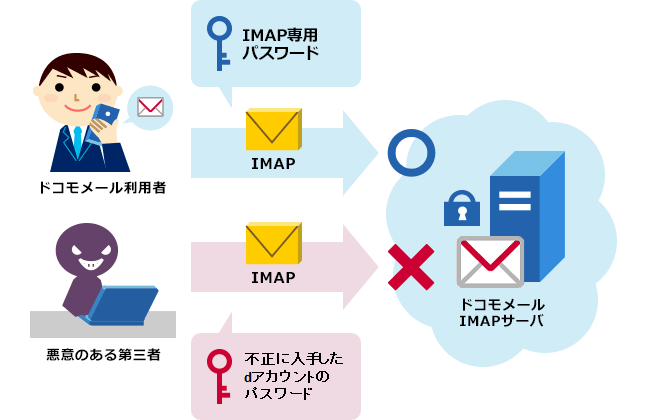 IMAP専用
パスワード
IMAP
ドコモメール利用者
IMAP
ドコモメール
IMAPサーバ
悪意のある第三者
不正に入手した
dアカウントの
パスワード